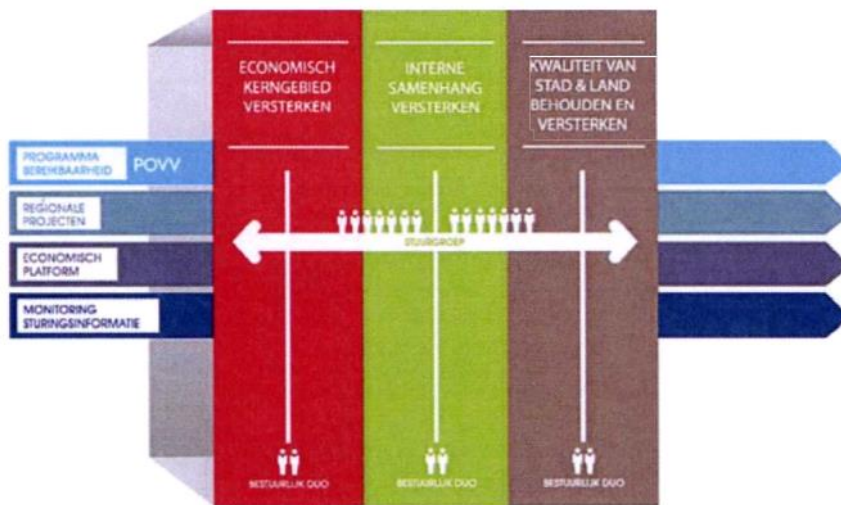 ECONOMISCH
KERNGEBIED
VERSTERKEN
INTERNE
SAMENHANG
VERSTERKEN
KWALITEIT VAN
STAD & LAND
BEHOUDEN EN
VERSTERKEN
PROGRAMMA
BEREIKBAARHEID
POVV
REGIONALE
PROJECTEN
ECONOMISCH
PLATFORM
MONITORING
STURINGSINFORMATIE
STUURGROEP
BESTUURLIJK DUO
BESTUURLIJK DUO
BESTUURLIJK DUO